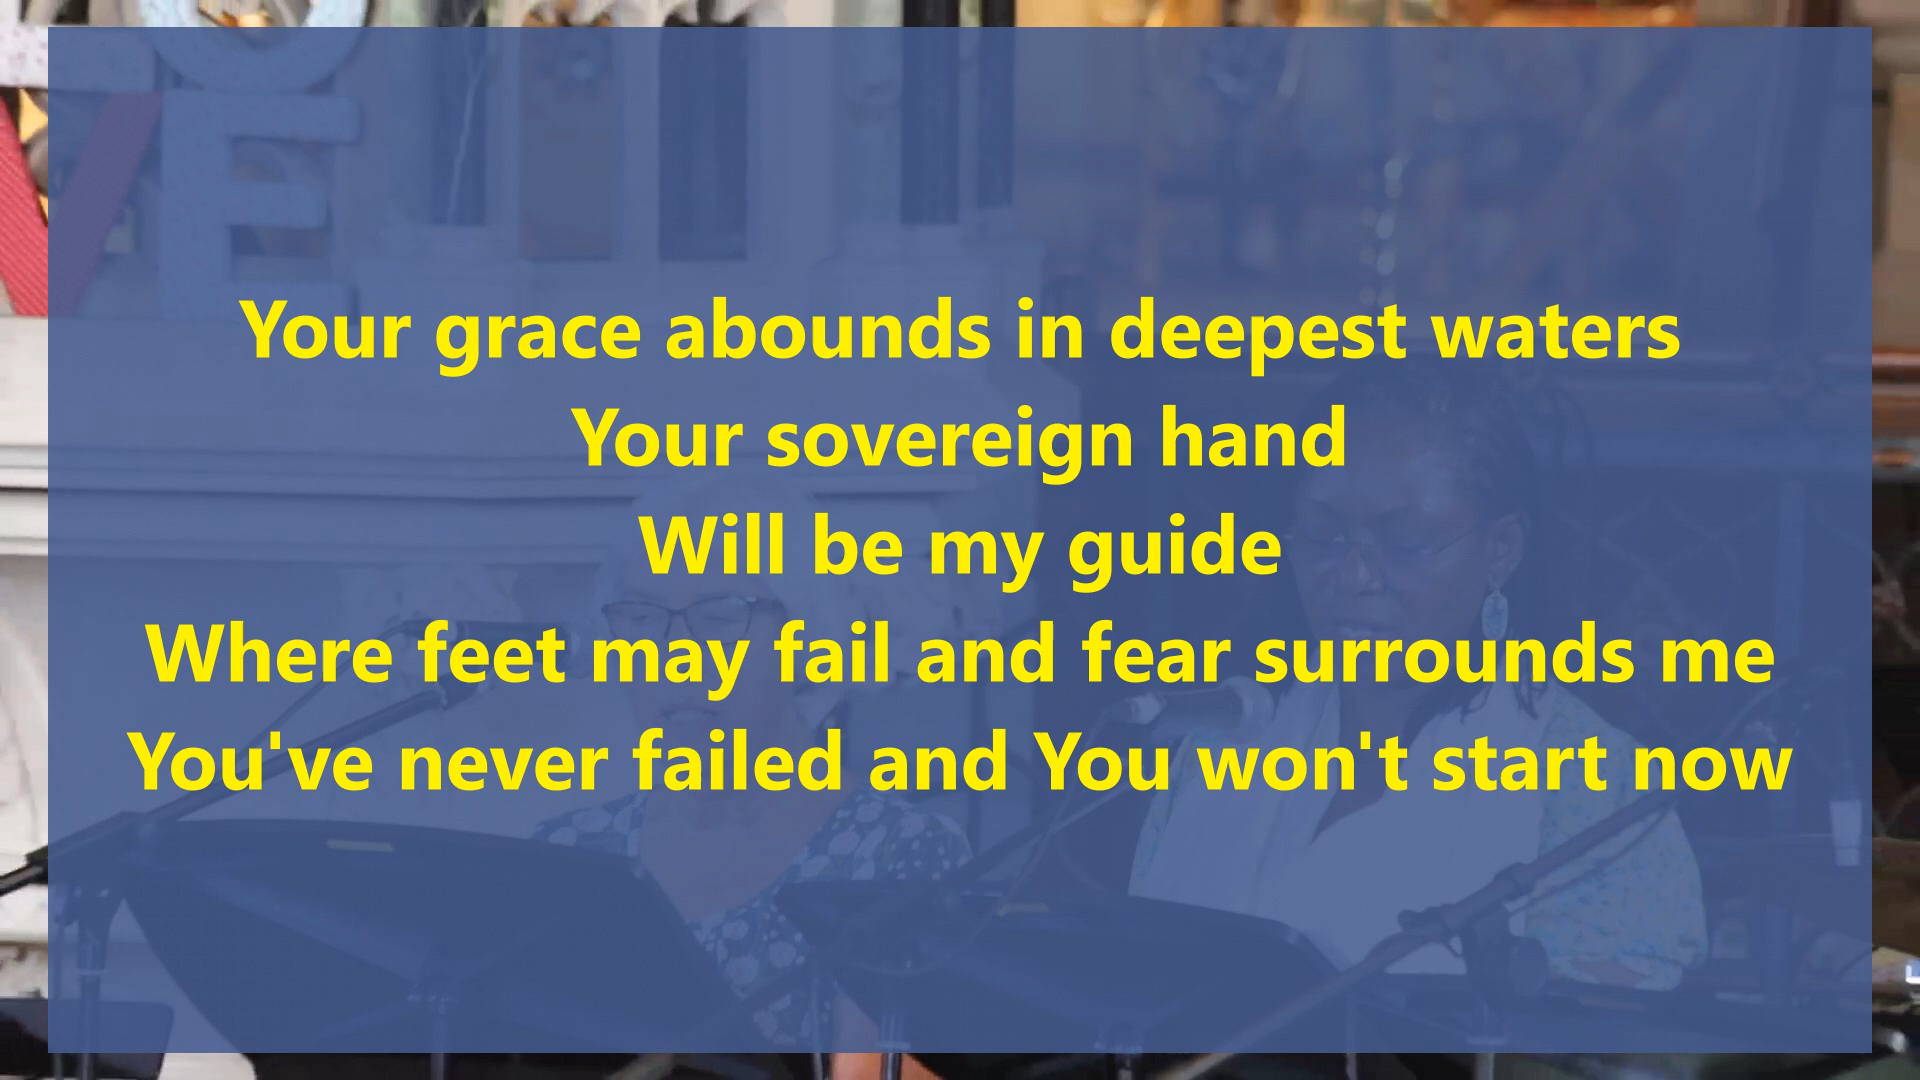 LOVE
Your grace abounds in deepest waters
Your sovereign hand
Will be my guide
Where feet may fail and fear surrounds me
You've never failed and You won't start now